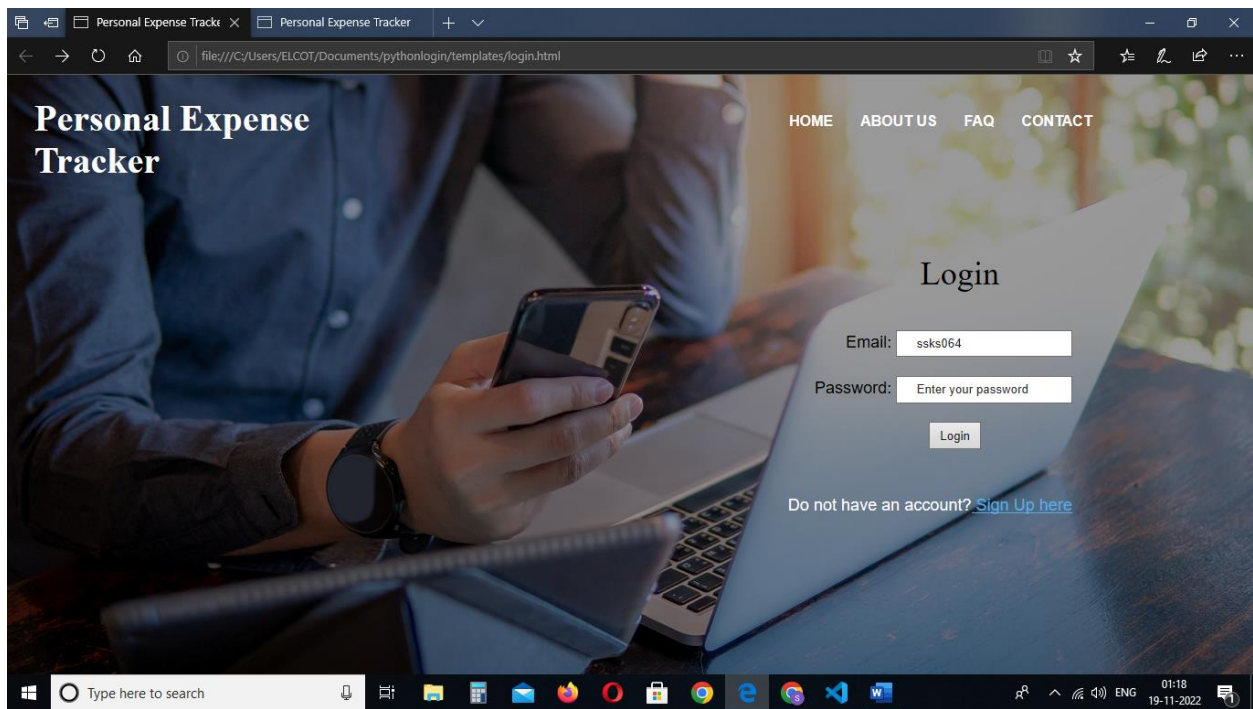 Personal Expense Tracke
Personal Expense Tracker
file:///C:/Users/ELCOT/Documents/pythonlogin/templates/login.html
Personal Expense
Tracker
HOME ABOUT US FAQ CONTACT
Login
Email: ssks064
Password: Enter your password
Login
Do not have an account? Sign Up here
Type here to search
ENG
01:18
19-11-2022